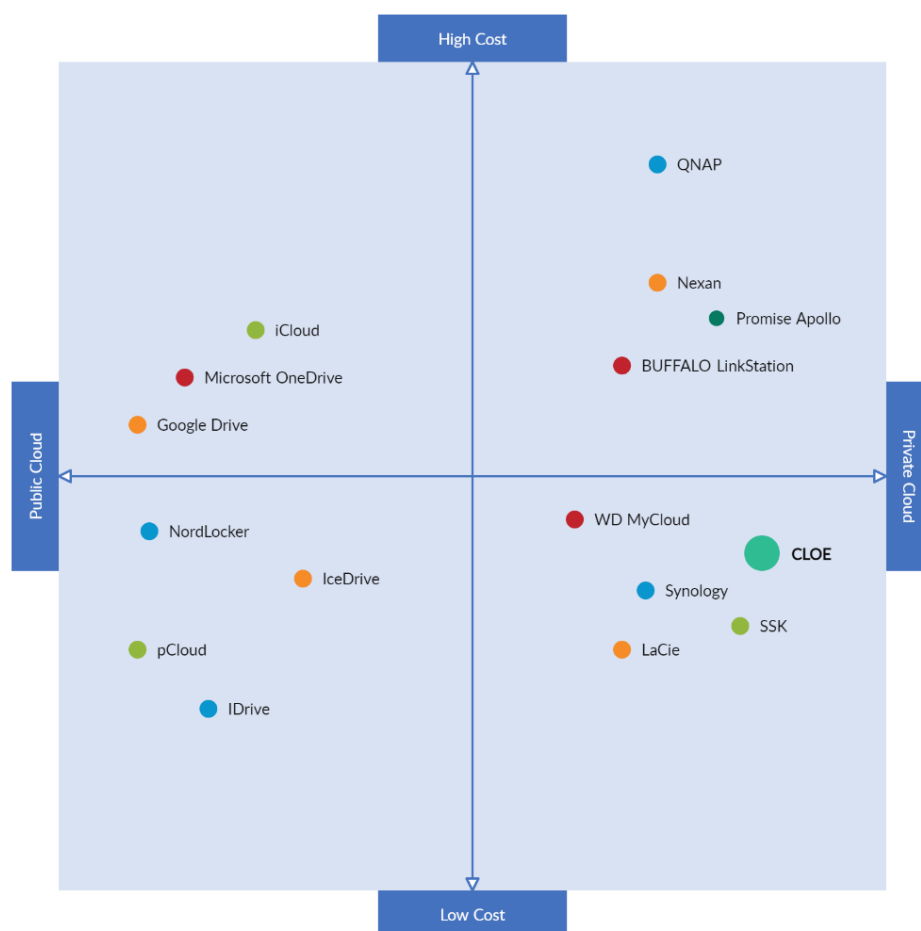 High Cost
QNAP
Nexan
Promise Apollo
iCloud
BUFFALO LinkStation
Microsoft OneDrive
Google Drive
Public Cloud
Private Cloud
WD MyCloud
NordLocker
CLOE
IceDrive
Synology
SSK
pCloud
LaCie
IDrive
Low Cost